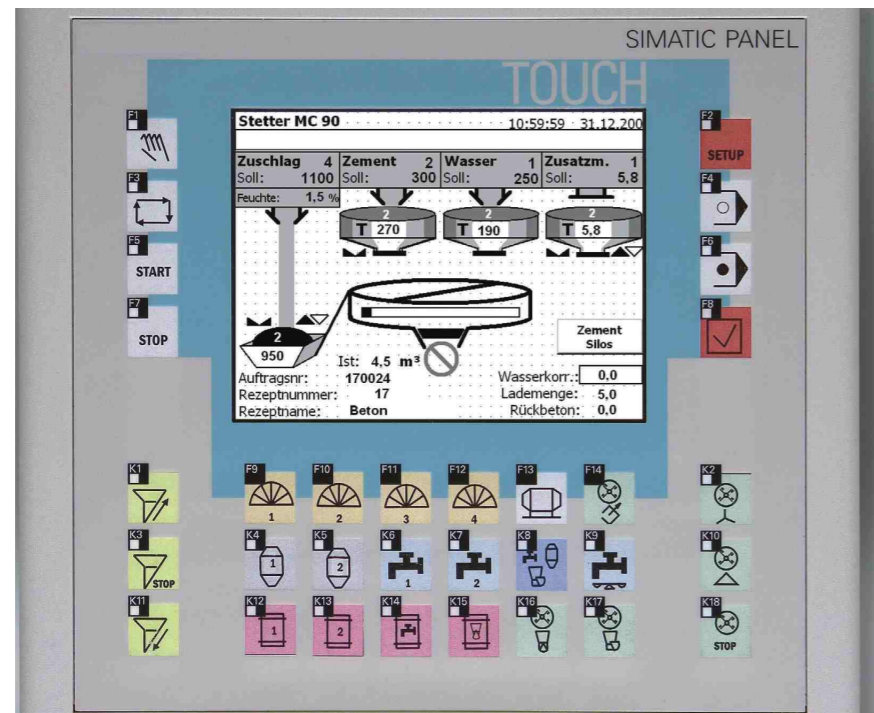 SIMATIC PANEL
TOUCH
Stetter MC 90 10:59:59 31.12.200
Zuschlag 4 Zement 2 Wasser 1 Zusatzm. 1
Soll: 1100 Soll: 300 Soll: 250 Soll: 5,8
Feuchte: 1,5 %
2 2 2
T 270 T 190 T 5,8
2
950
Zement
Silos
Ist: 4,5 m³
Auftragsnr: 170024 Wasserkorr.: 0,0
Rezeptnummer: 17 Lademenge: 5,0
Rezeptname: Beton Rückbeton: 0,0
F1 F2
SETUP
F3 F4
F5 F6
START
F7 F8
STOP
K1 F9 F10 F11 F12 F13 F14 K2
1 2 3 4
K3 K4 K5 K6 K7 K8 K9 K10
STOP 1 2 1 2
K11 K12 K13 K14 K15 K16 K17 K18
1 2 STOP